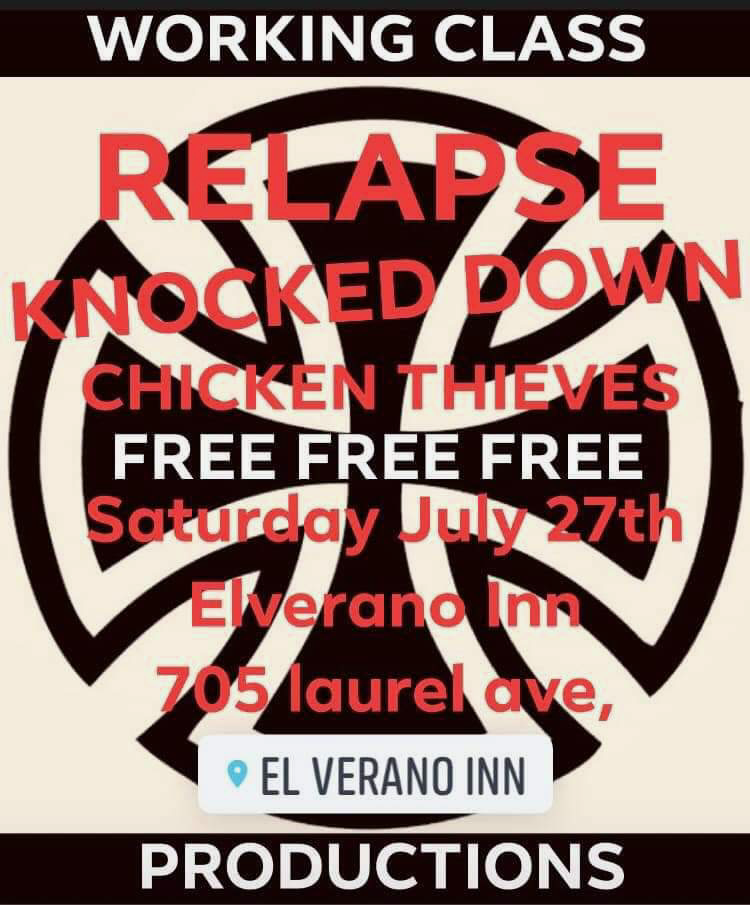 WORKING CLASS
RELAPSE
KNOCKED DOWN
CHICKEN THIEVES
FREE FREE FREE
Saturday July 27th
Elverano Inn
705 laurel ave,
EL VERANO INN
PRODUCTIONS